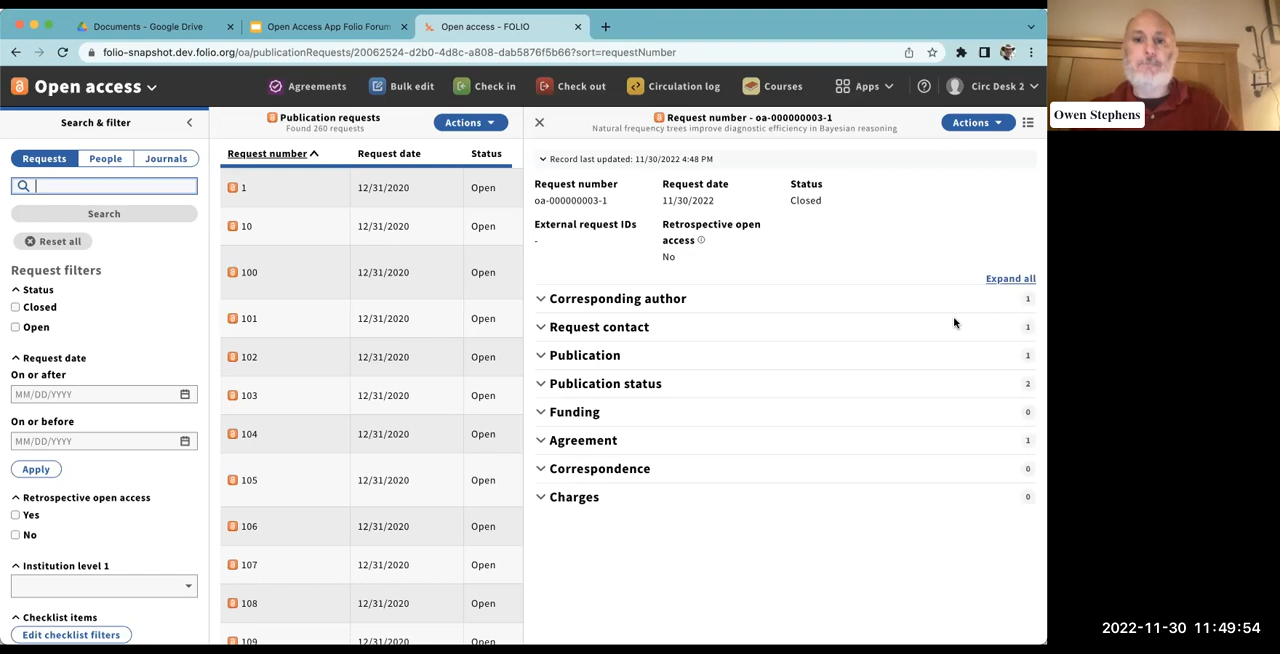 Documents - Google Drive
Open Access App Folio Forum
Open access - FOLIO
folio-snapshot.dev.folio.org/oa/publicationRequests/20062524-d2b0-4d8c-a808-dab5876f5b66?sort=requestNumber
Open access
Agreements
Bulk edit
Check in
Check out
Circulation log
Courses
Apps
Circ Desk 2
Owen Stephens
Search & filter
Requests
People
Journals
Search
Reset all
Request filters
Status
Closed
Open
Request date
On or after
MM/DD/YYYY
On or before
MM/DD/YYYY
Apply
Retrospective open access
Yes
No
Institution level 1
Checklist items
Edit checklist filters
Publication requests
Found 260 requests
Actions
Request number Request date Status
1 12/31/2020 Open
10 12/31/2020 Open
100 12/31/2020 Open
101 12/31/2020 Open
102 12/31/2020 Open
103 12/31/2020 Open
104 12/31/2020 Open
105 12/31/2020 Open
106 12/31/2020 Open
107 12/31/2020 Open
108 12/31/2020 Open
109 12/31/2020 Open
Request number - oa-000000003-1
Natural frequency trees improve diagnostic efficiency in Bayesian reasoning
Actions
Record last updated: 11/30/2022 4:48 PM
Request number Request date Status
oa-000000003-1 11/30/2022 Closed
External request IDs Retrospective open
access
-
No
Expand all
Corresponding author 1
Request contact 1
Publication 1
Publication status 2
Funding 0
Agreement 1
Correspondence 0
Charges 0
2022-11-30 11:49:54